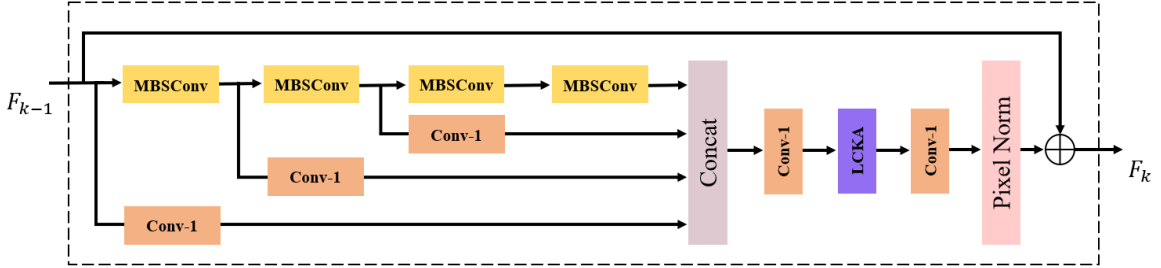 F_{k-1}
MBSConv
MBSConv
MBSConv
MBSConv
Conv-1
Conv-1
Conv-1
Concat
Conv-1
LCKA
Conv-1
Pixel Norm
F_k